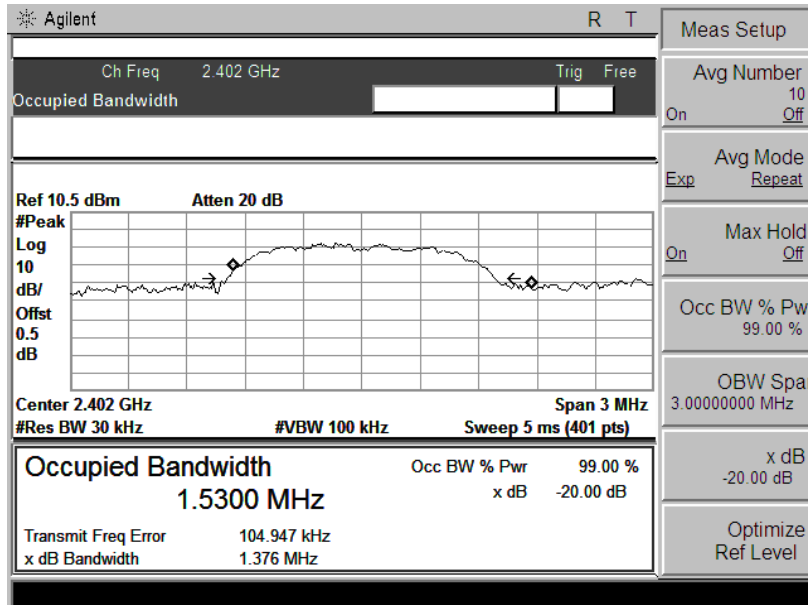 Agilent R T
Ch Freq 2.402 GHz Trig Free
Occupied Bandwidth
Ref 10.5 dBm Atten 20 dB
#Peak
Log
10
dB/
Offst
0.5
dB
Center 2.402 GHz Span 3 MHz
#Res BW 30 kHz #VBW 100 kHz Sweep 5 ms (401 pts)
Occupied Bandwidth Occ BW % Pwr 99.00 %
1.5300 MHz x dB -20.00 dB
Transmit Freq Error 104.947 kHz
x dB Bandwidth 1.376 MHz
Meas Setup
Avg Number
10
On Off
Avg Mode
Exp Repeat
Max Hold
On Off
Occ BW % Pw
99.00 %
OBW Spa
3.00000000 MHz
x dB
-20.00 dB
Optimize
Ref Level